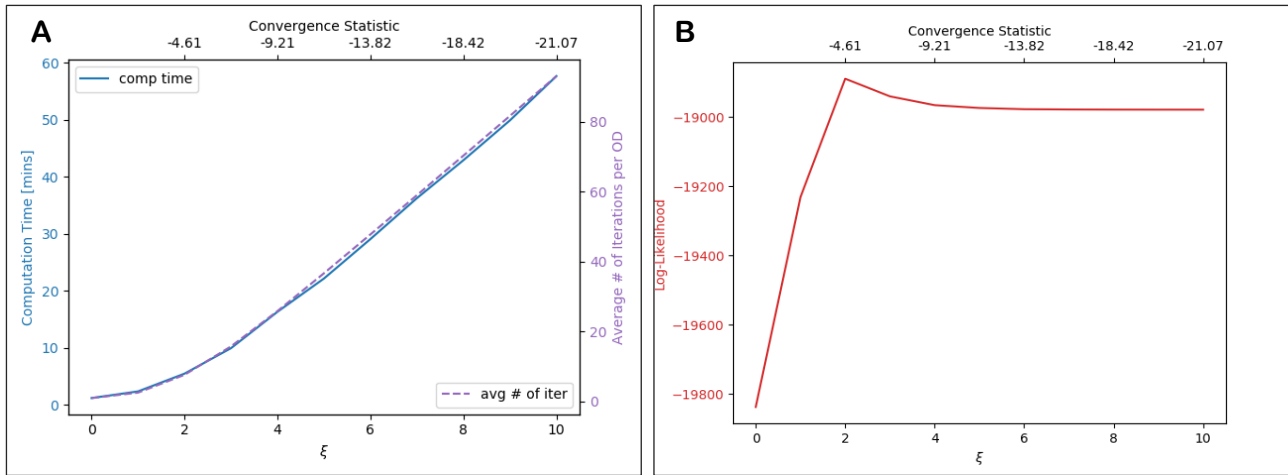 A
Convergence Statistic
-4.61 -9.21 -13.82 -18.42 -21.07
comp time
Computation Time [mins]
60
50
40
30
20
10
0
Average # of Iterations per OD
80
60
40
20
0
avg # of iter
0 2 4 6 8 10
ξ
B
Convergence Statistic
-4.61 -9.21 -13.82 -18.42 -21.07
Log-Likelihood
−19000
−19200
−19400
−19600
−19800
0 2 4 6 8 10
ξ